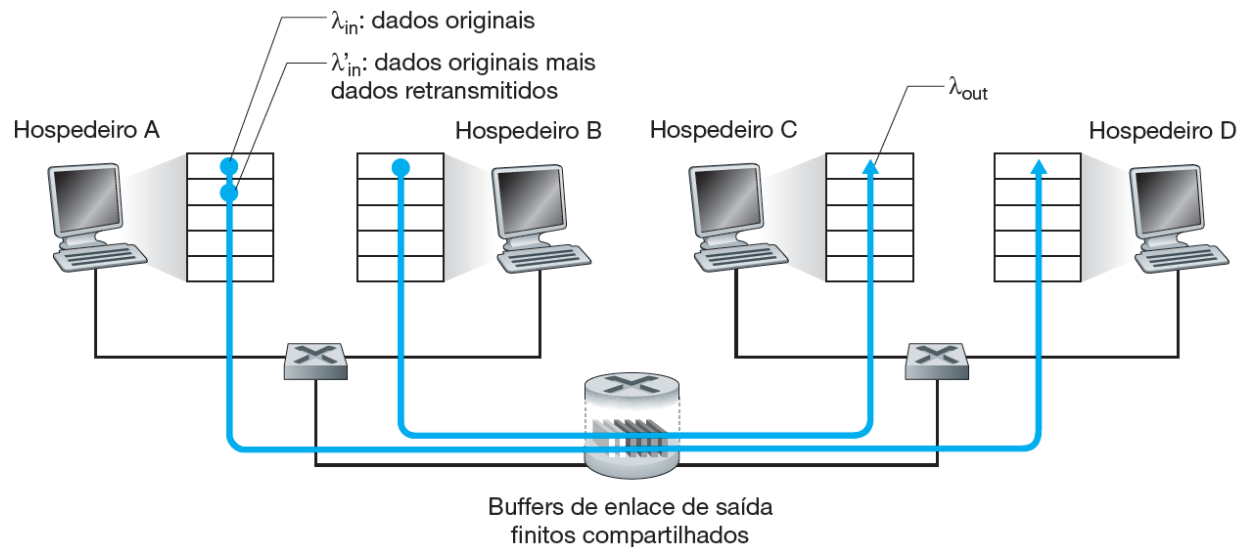 λin: dados originais
λ'in: dados originais mais
dados retransmitidos
λout
Hospedeiro A
Hospedeiro B
Hospedeiro C
Hospedeiro D
Buffers de enlace de saída
finitos compartilhados